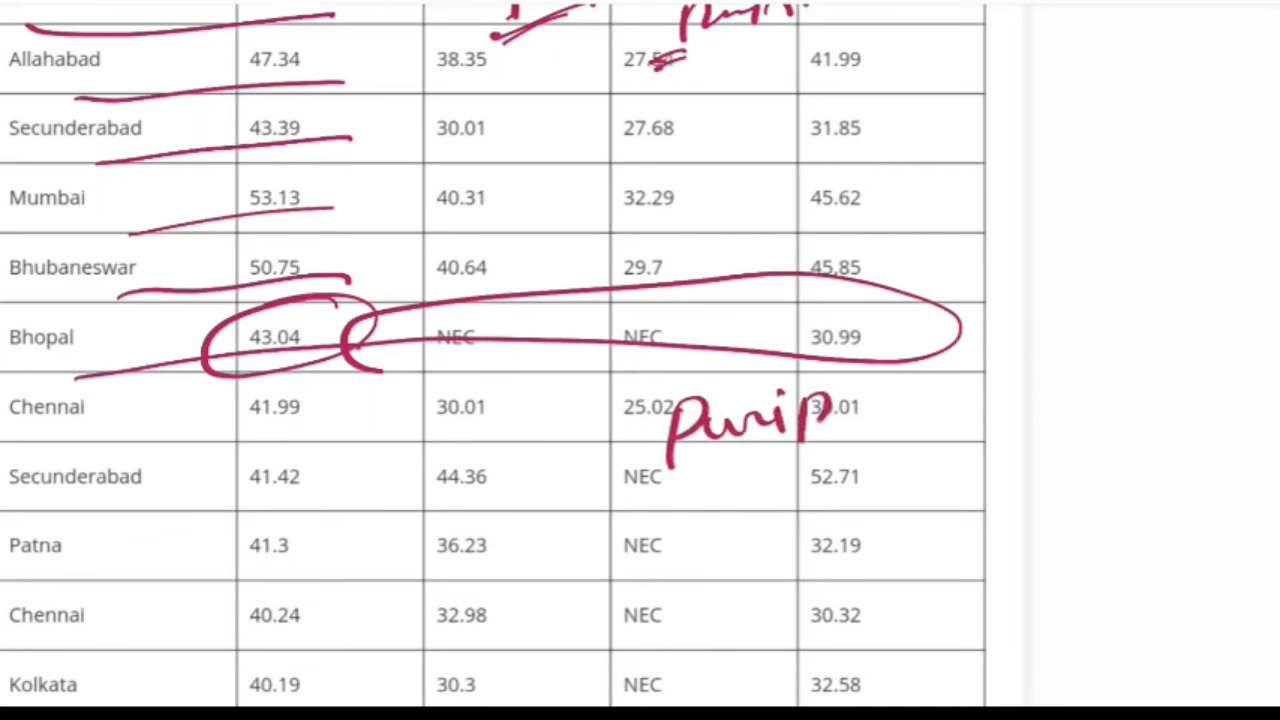 Allahabad 47.34 38.35 41.99
Secunderabad 43.39 30.01 27.68 31.85
Mumbai 53.13 40.31 32.29 45.62
Bhubaneswar 50.75 40.64 29.7 45.85
Bhopal 43.04 NEC NEC 30.99
Chennai 41.99 30.01 25.02
Secunderabad 41.42 44.36 NEC 52.71
Patna 41.3 36.23 NEC 32.19
Chennai 40.24 32.98 NEC 30.32
Kolkata 40.19 30.3 NEC 32.58